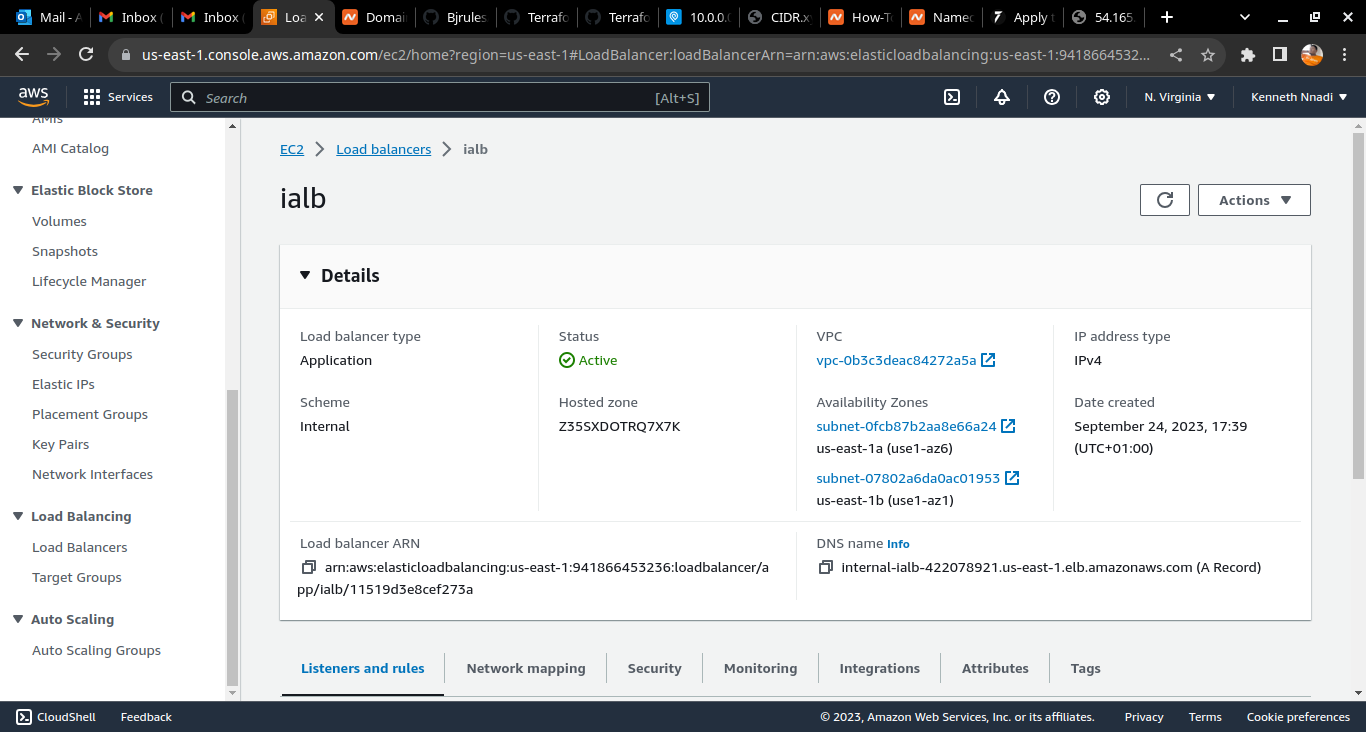 Mail - A
Inbox (
Inbox (
Loa
Domai
Bjrules
Terrafo
Terrafo
10.0.0.
CIDR.x
How-T
Namec
Apply t
54.165.
us-east-1.console.aws.amazon.com/ec2/home?region=us-east-1#LoadBalancer:loadBalancerArn=arn:aws:elasticloadbalancing:us-east-1:9418664532...
aws
Services
Search
[Alt+S]
N. Virginia
Kenneth Nnadi
AMIs
AMI Catalog
Elastic Block Store
Volumes
Snapshots
Lifecycle Manager
Network & Security
Security Groups
Elastic IPs
Placement Groups
Key Pairs
Network Interfaces
Load Balancing
Load Balancers
Target Groups
Auto Scaling
Auto Scaling Groups
EC2
Load balancers
ialb
ialb
Actions
Details
Load balancer type
Application
Status
Active
VPC
vpc-0b3c3deac84272a5a
IP address type
IPv4
Scheme
Internal
Hosted zone
Z35SXDOTRQ7X7K
Availability Zones
subnet-0fcb87b2aa8e66a24
us-east-1a (use1-az6)
subnet-07802a6da0ac01953
us-east-1b (use1-az1)
Date created
September 24, 2023, 17:39
(UTC+01:00)
Load balancer ARN
arn:aws:elasticloadbalancing:us-east-1:941866453236:loadbalancer/a
pp/ialb/11519d3e8cef273a
DNS name Info
internal-ialb-422078921.us-east-1.elb.amazonaws.com (A Record)
Listeners and rules
Network mapping
Security
Monitoring
Integrations
Attributes
Tags
CloudShell
Feedback
© 2023, Amazon Web Services, Inc. or its affiliates.
Privacy
Terms
Cookie preferences